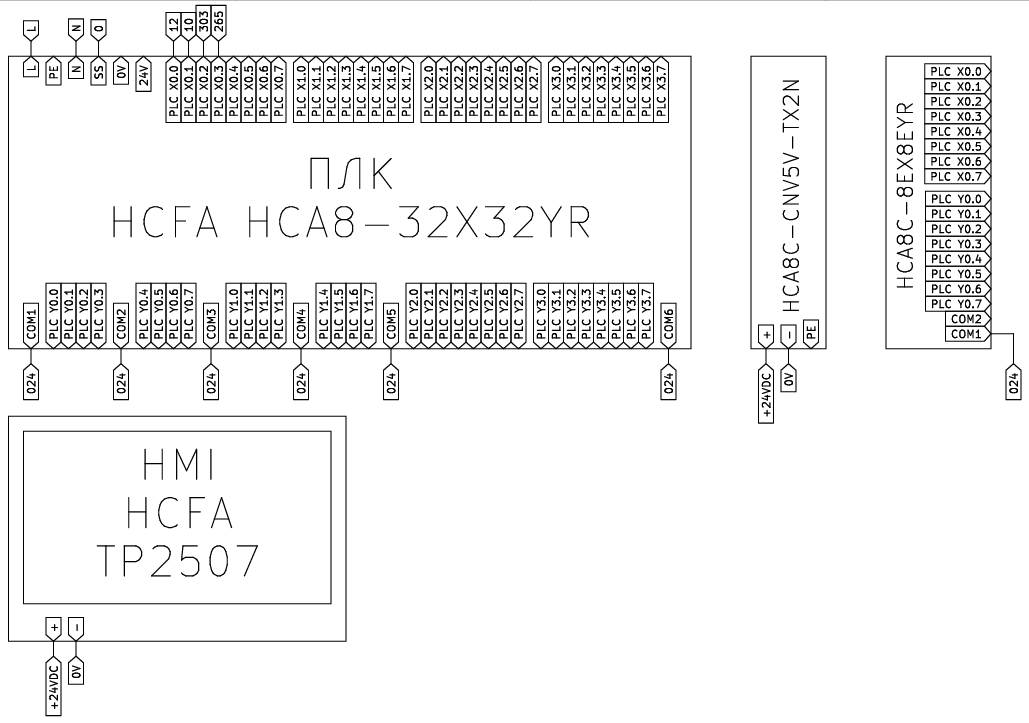 L
N
O
12
10
303
265
L
PE
N
SS
0V
24V
PLC X0.0
PLC X0.1
PLC X0.2
PLC X0.3
PLC X0.4
PLC X0.5
PLC X0.6
PLC X0.7
PLC X1.0
PLC X1.1
PLC X1.2
PLC X1.3
PLC X1.4
PLC X1.5
PLC X1.6
PLC X1.7
PLC X2.0
PLC X2.1
PLC X2.2
PLC X2.3
PLC X2.4
PLC X2.5
PLC X2.6
PLC X2.7
PLC X3.0
PLC X3.1
PLC X3.2
PLC X3.3
PLC X3.4
PLC X3.5
PLC X3.6
PLC X3.7
ПЛК
HCFA HCA8-32X32YR
COM1
PLC Y0.0
PLC Y0.1
PLC Y0.2
PLC Y0.3
COM2
PLC Y0.4
PLC Y0.5
PLC Y0.6
PLC Y0.7
COM3
PLC Y1.0
PLC Y1.1
PLC Y1.2
PLC Y1.3
COM4
PLC Y1.4
PLC Y1.5
PLC Y1.6
PLC Y1.7
COM5
PLC Y2.0
PLC Y2.1
PLC Y2.2
PLC Y2.3
PLC Y2.4
PLC Y2.5
PLC Y2.6
PLC Y2.7
PLC Y3.0
PLC Y3.1
PLC Y3.2
PLC Y3.3
PLC Y3.4
PLC Y3.5
PLC Y3.6
PLC Y3.7
COM6
024
024
024
024
024
024
HCA8C-CNV5V-TX2N
+
-
PE
+24VDC
0V
HCA8C-8EX8EYR
PLC X0.0
PLC X0.1
PLC X0.2
PLC X0.3
PLC X0.4
PLC X0.5
PLC X0.6
PLC X0.7
PLC Y0.0
PLC Y0.1
PLC Y0.2
PLC Y0.3
PLC Y0.4
PLC Y0.5
PLC Y0.6
PLC Y0.7
COM2
COM1
024
HMI
HCFA
TP2507
+
-
+24VDC
0V